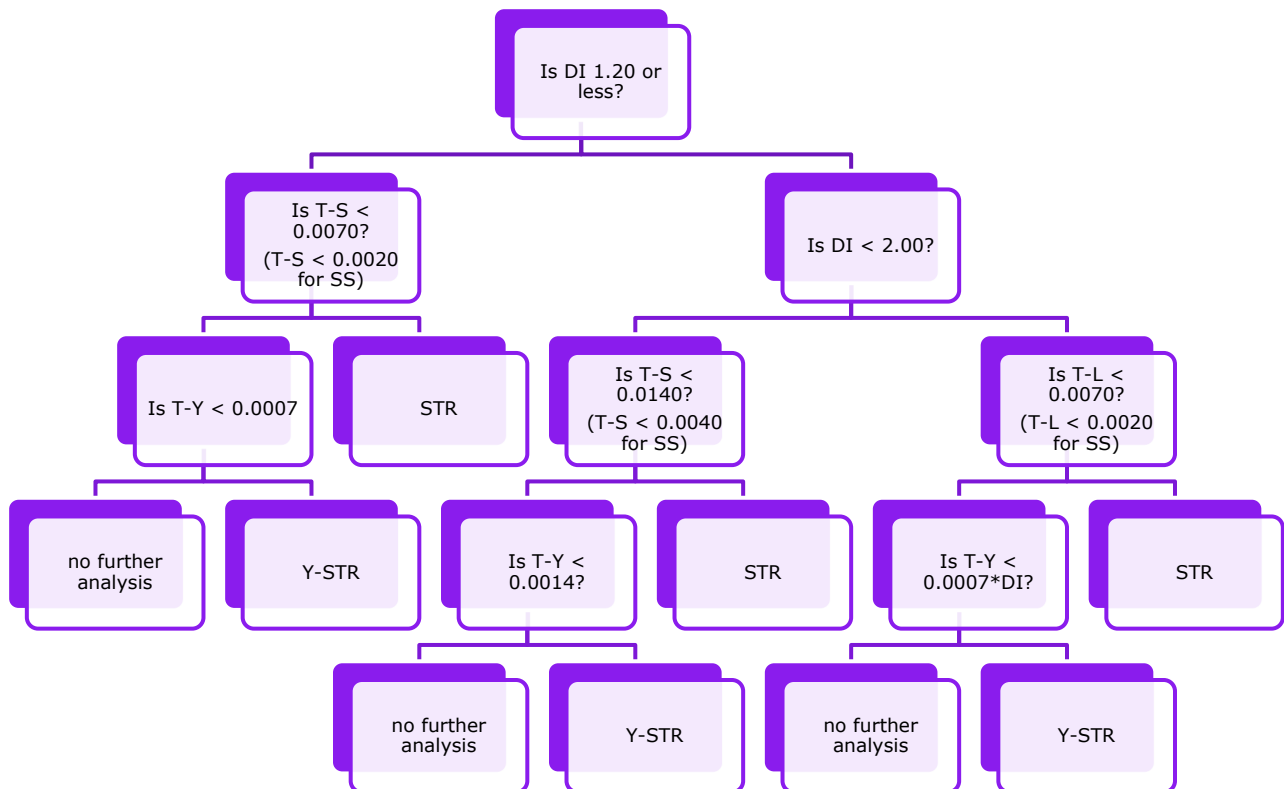 Is DI 1.20 or
less?
Is T-S <
0.0070?
(T-S < 0.0020
for SS)
Is DI < 2.00?
Is T-Y < 0.0007
STR
Is T-S <
0.0140?
(T-S < 0.0040
for SS)
Is T-L <
0.0070?
(T-L < 0.0020
for SS)
no further
analysis
Y-STR
Is T-Y <
0.0014?
STR
Is T-Y <
0.0007*DI?
STR
no further
analysis
Y-STR
no further
analysis
Y-STR